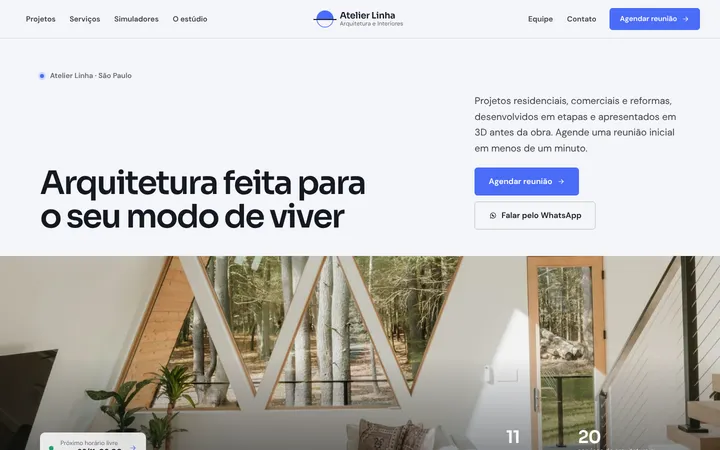 Projetos Serviços Simuladores O estúdio
Atelier Linha
Arquitetura e Interiores
Equipe Contato Agendar reunião →
Atelier Linha · São Paulo
Projetos residenciais, comerciais e reformas,
desenvolvidos em etapas e apresentados em
3D antes da obra. Agende uma reunião inicial
em menos de um minuto.
Arquitetura feita para
o seu modo de viver
Agendar reunião →
Falar pelo WhatsApp
Próximo horário livre
11
20